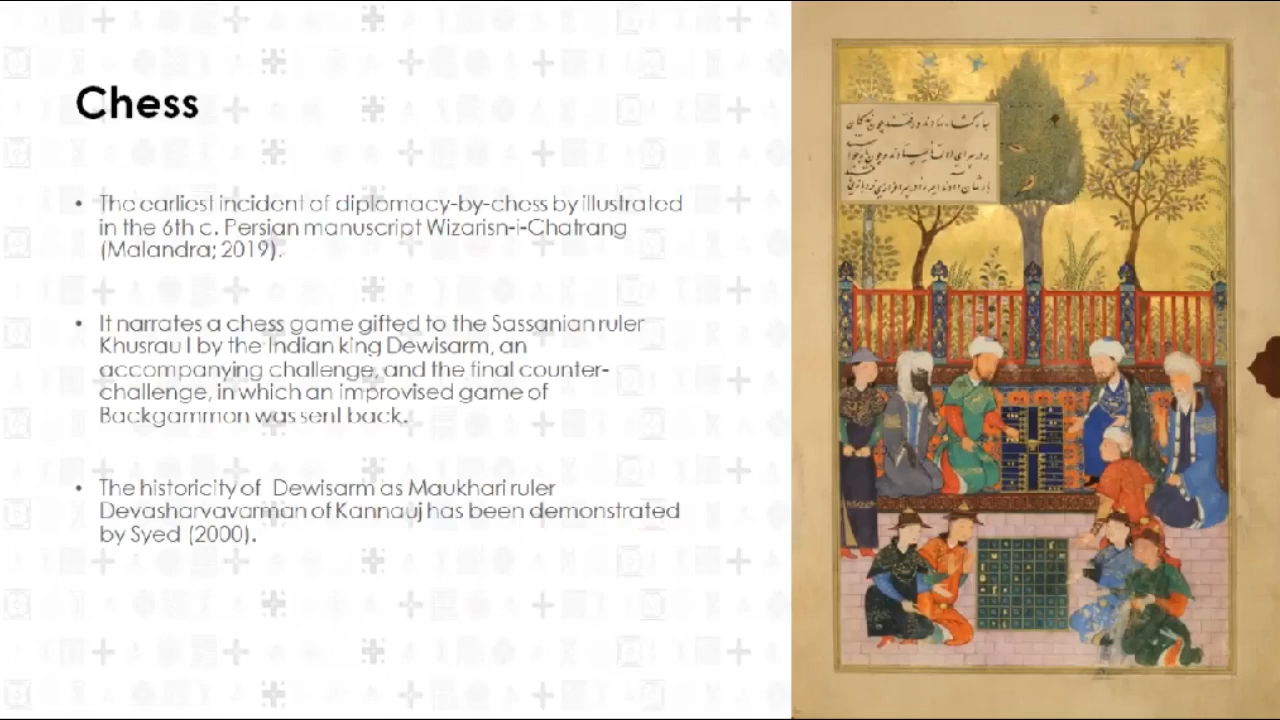 Chess
• The earliest incident of diplomacy-by-chess by illustrated
in the 6th c. Persian manuscript Wizarisn-i-Chatrang
(Malandra; 2019).
• It narrates a chess game gifted to the Sassanian ruler
Khusrau I by the Indian king Dewisarm, an
accompanying challenge, and the final counter-
challenge, in which an improvised game of
Backgammon was sent back.
• The historicity of Dewisarm as Maukhari ruler
Devasharvavarman of Kannauj has been demonstrated
by Syed (2000).